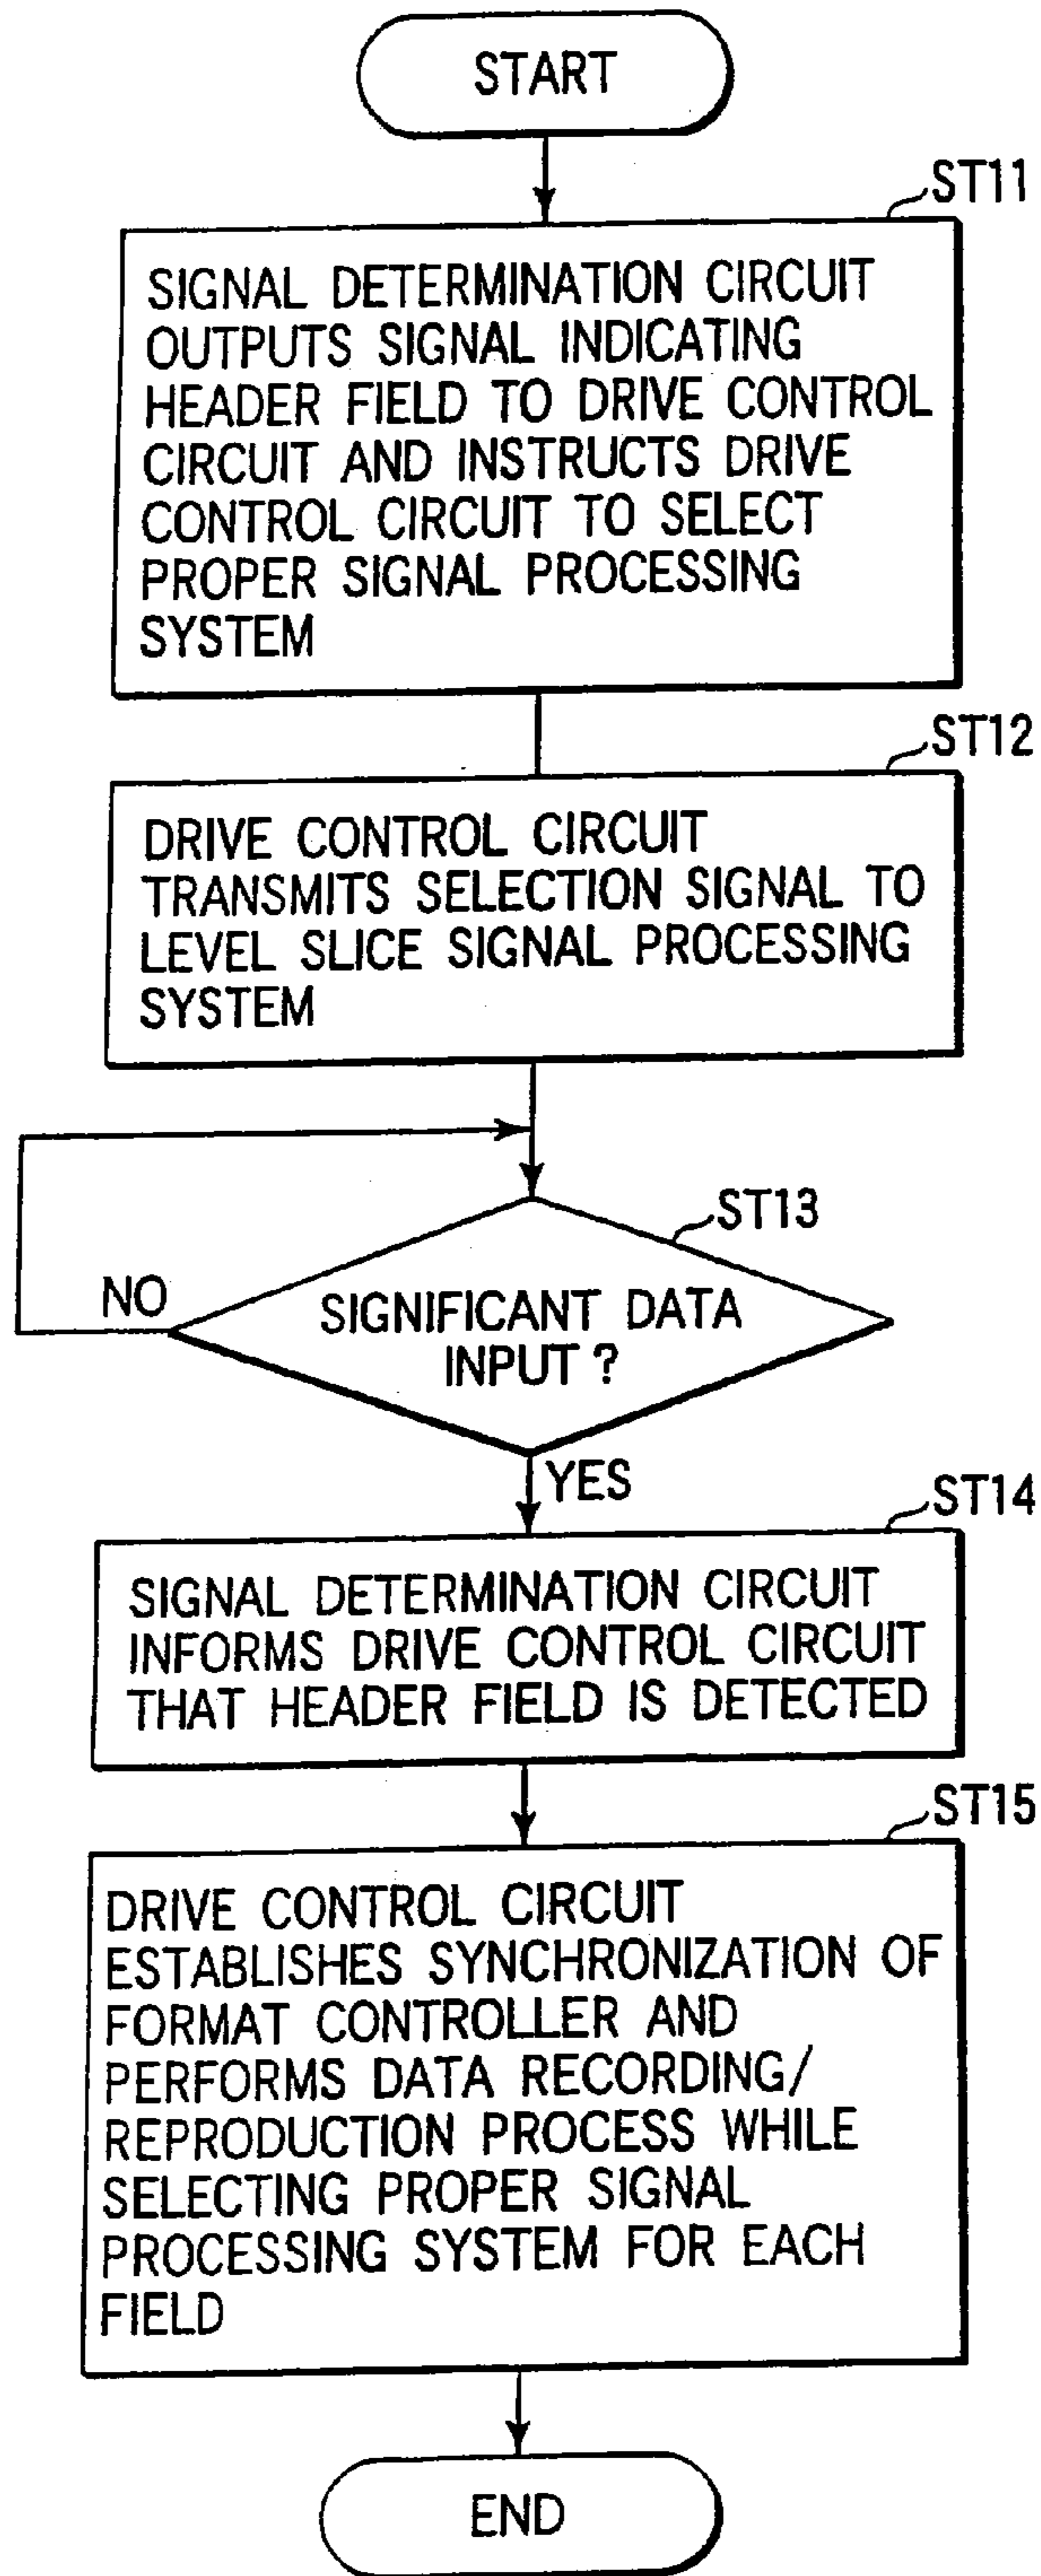 START
ST11
SIGNAL DETERMINATION CIRCUIT
OUTPUTS SIGNAL INDICATING
HEADER FIELD TO DRIVE CONTROL
CIRCUIT AND INSTRUCTS DRIVE
CONTROL CIRCUIT TO SELECT
PROPER SIGNAL PROCESSING
SYSTEM
ST12
DRIVE CONTROL CIRCUIT
TRANSMITS SELECTION SIGNAL TO
LEVEL SLICE SIGNAL PROCESSING
SYSTEM
ST13
NO
SIGNIFICANT DATA
INPUT ?
YES
ST14
SIGNAL DETERMINATION CIRCUIT
INFORMS DRIVE CONTROL CIRCUIT
THAT HEADER FIELD IS DETECTED
ST15
DRIVE CONTROL CIRCUIT
ESTABLISHES SYNCHRONIZATION OF
FORMAT CONTROLLER AND
PERFORMS DATA RECORDING/
REPRODUCTION PROCESS WHILE
SELECTING PROPER SIGNAL
PROCESSING SYSTEM FOR EACH
FIELD
END